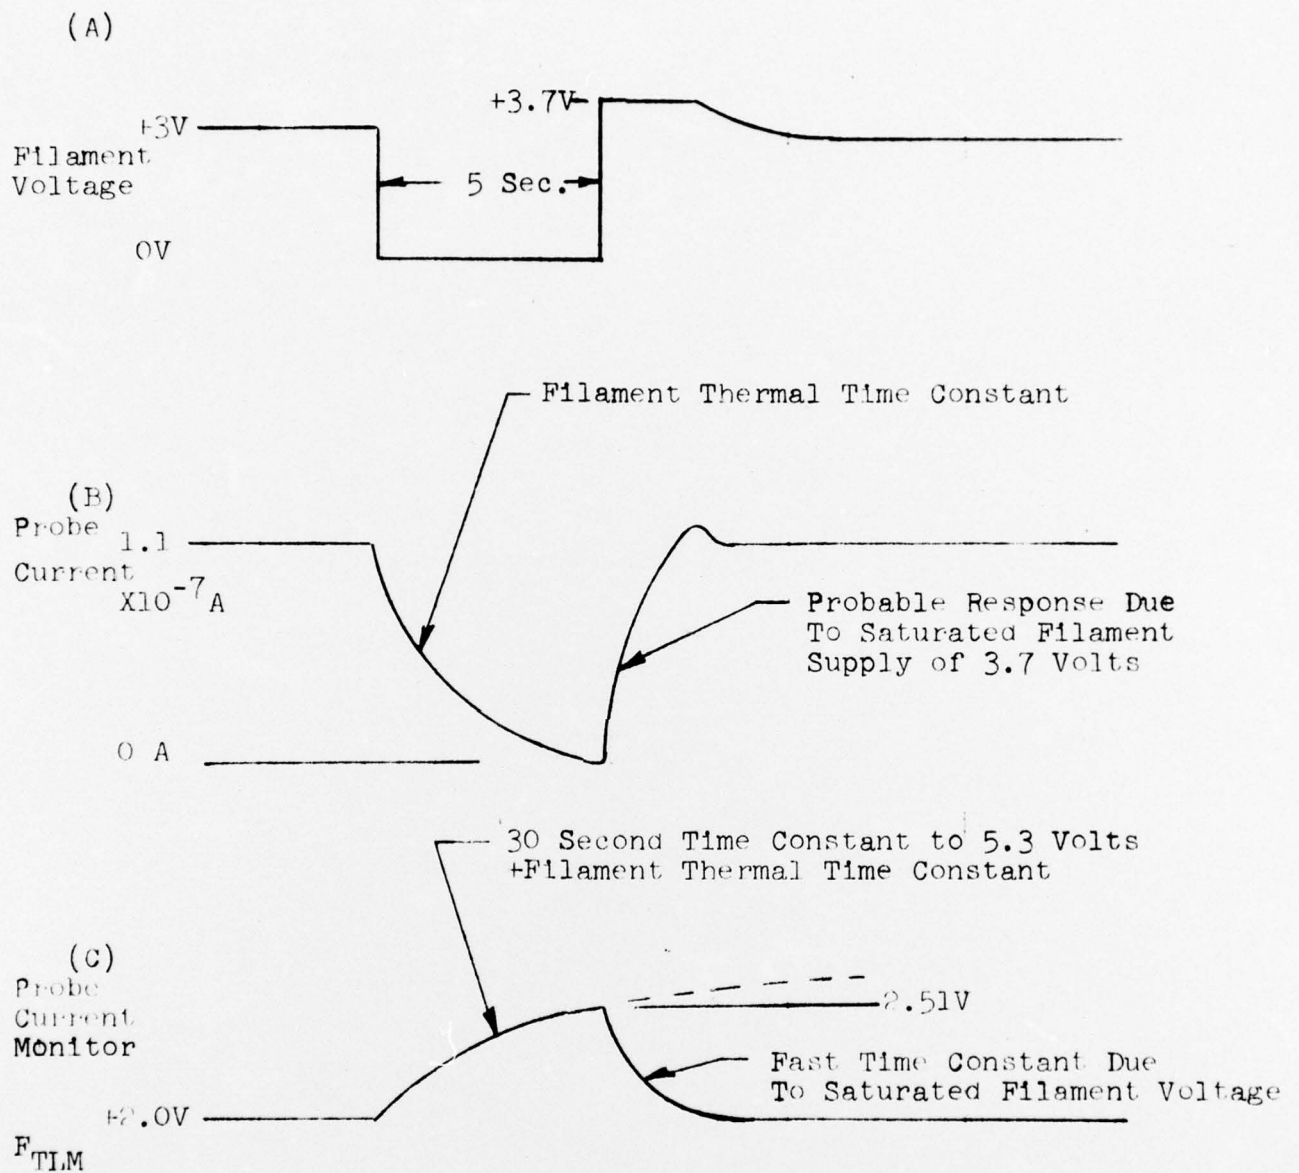 (A)
+3.7V
+3V
Filament
Voltage
5 Sec.
0V
Filament Thermal Time Constant
(B)
Probe
1.1
Current
X10-7A
Probable Response Due
To Saturated Filament
Supply of 3.7 Volts
0 A
30 Second Time Constant to 5.3 Volts
+Filament Thermal Time Constant
(C)
Probe
Current
Monitor
2.51V
Fast Time Constant Due
To Saturated Filament Voltage
+2.0V
FTLM